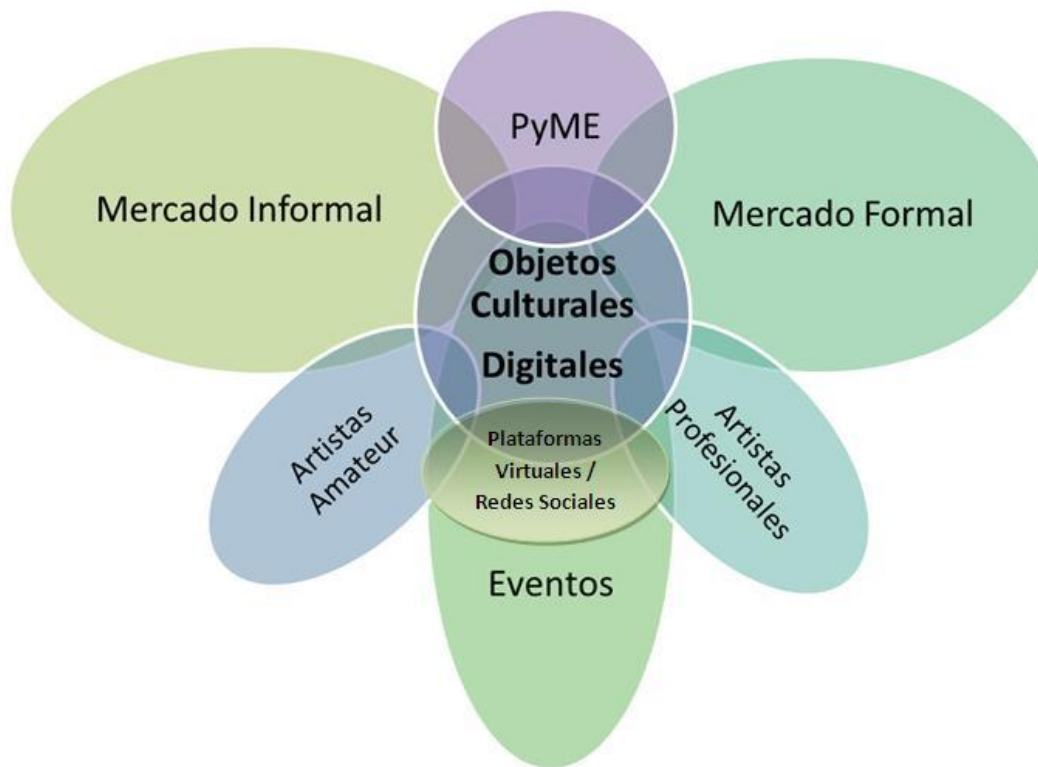 PyME
Mercado Informal
Mercado Formal
Objetos
Culturales
Digitales
Artistas
Amateur
Plataformas
Virtuales /
Redes Sociales
Artistas
Profesionales
Eventos